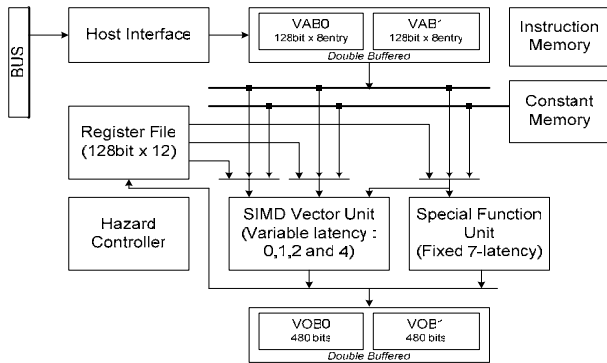 BUS
Host Interface
VAB0
128bit x 8entry
VAB1
128bit x 8entry
Double Buffered
Instruction
Memory
Constant
Memory
Register File
(128bit x 12)
Hazard
Controller
SIMD Vector Unit
(Variable latency :
0,1,2 and 4)
Special Function
Unit
(Fixed 7-latency)
VOB0
480 bits
VOB1
480 bits
Double Buffered